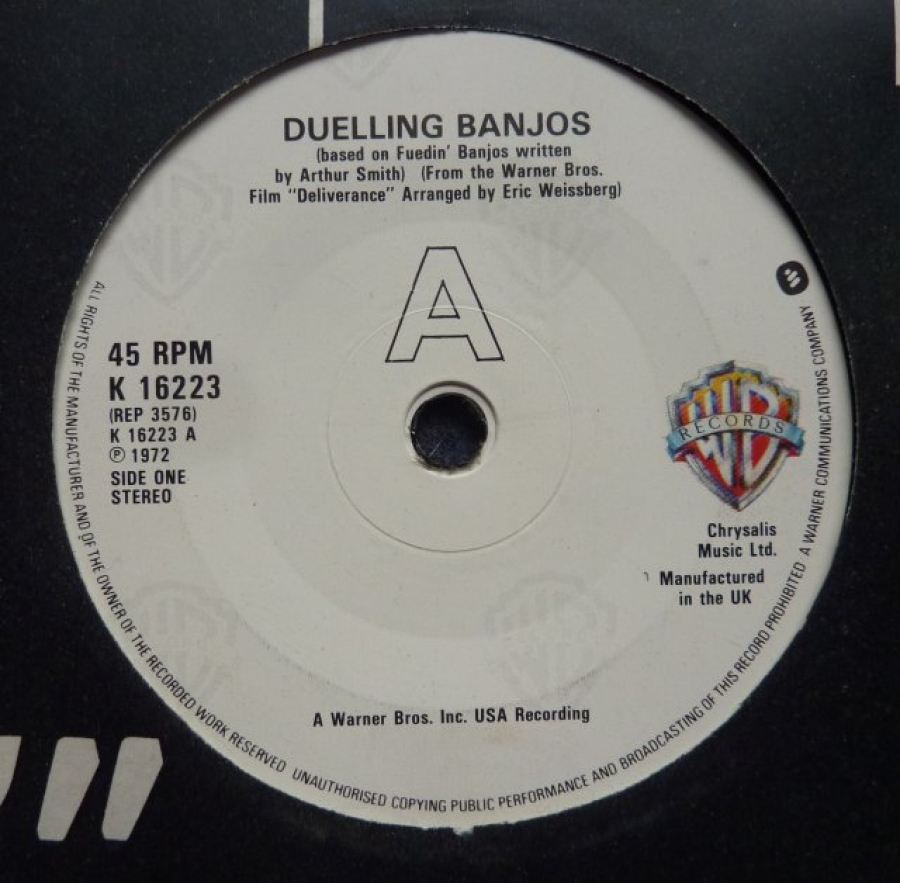 DUELLING BANJOS
(based on Fuedin' Banjos written
by Arthur Smith) (From the Warner Bros.
Film "Deliverance" Arranged by Eric Weissberg)
A
45 RPM
K 16223
(REP 3576)
K 16223 A
℗ 1972
SIDE ONE
STEREO
RECORDS
Chrysalis
Music Ltd.
Manufactured
in the UK
A Warner Bros. Inc. USA Recording
ALL RIGHTS OF THE MANUFACTURER AND OF THE OWNER OF THE RECORDED WORK RESERVED UNAUTHORISED COPYING PUBLIC PERFORMANCE AND BROADCASTING OF THIS RECORD PROHIBITED A WARNER COMMUNICATIONS COMPANY